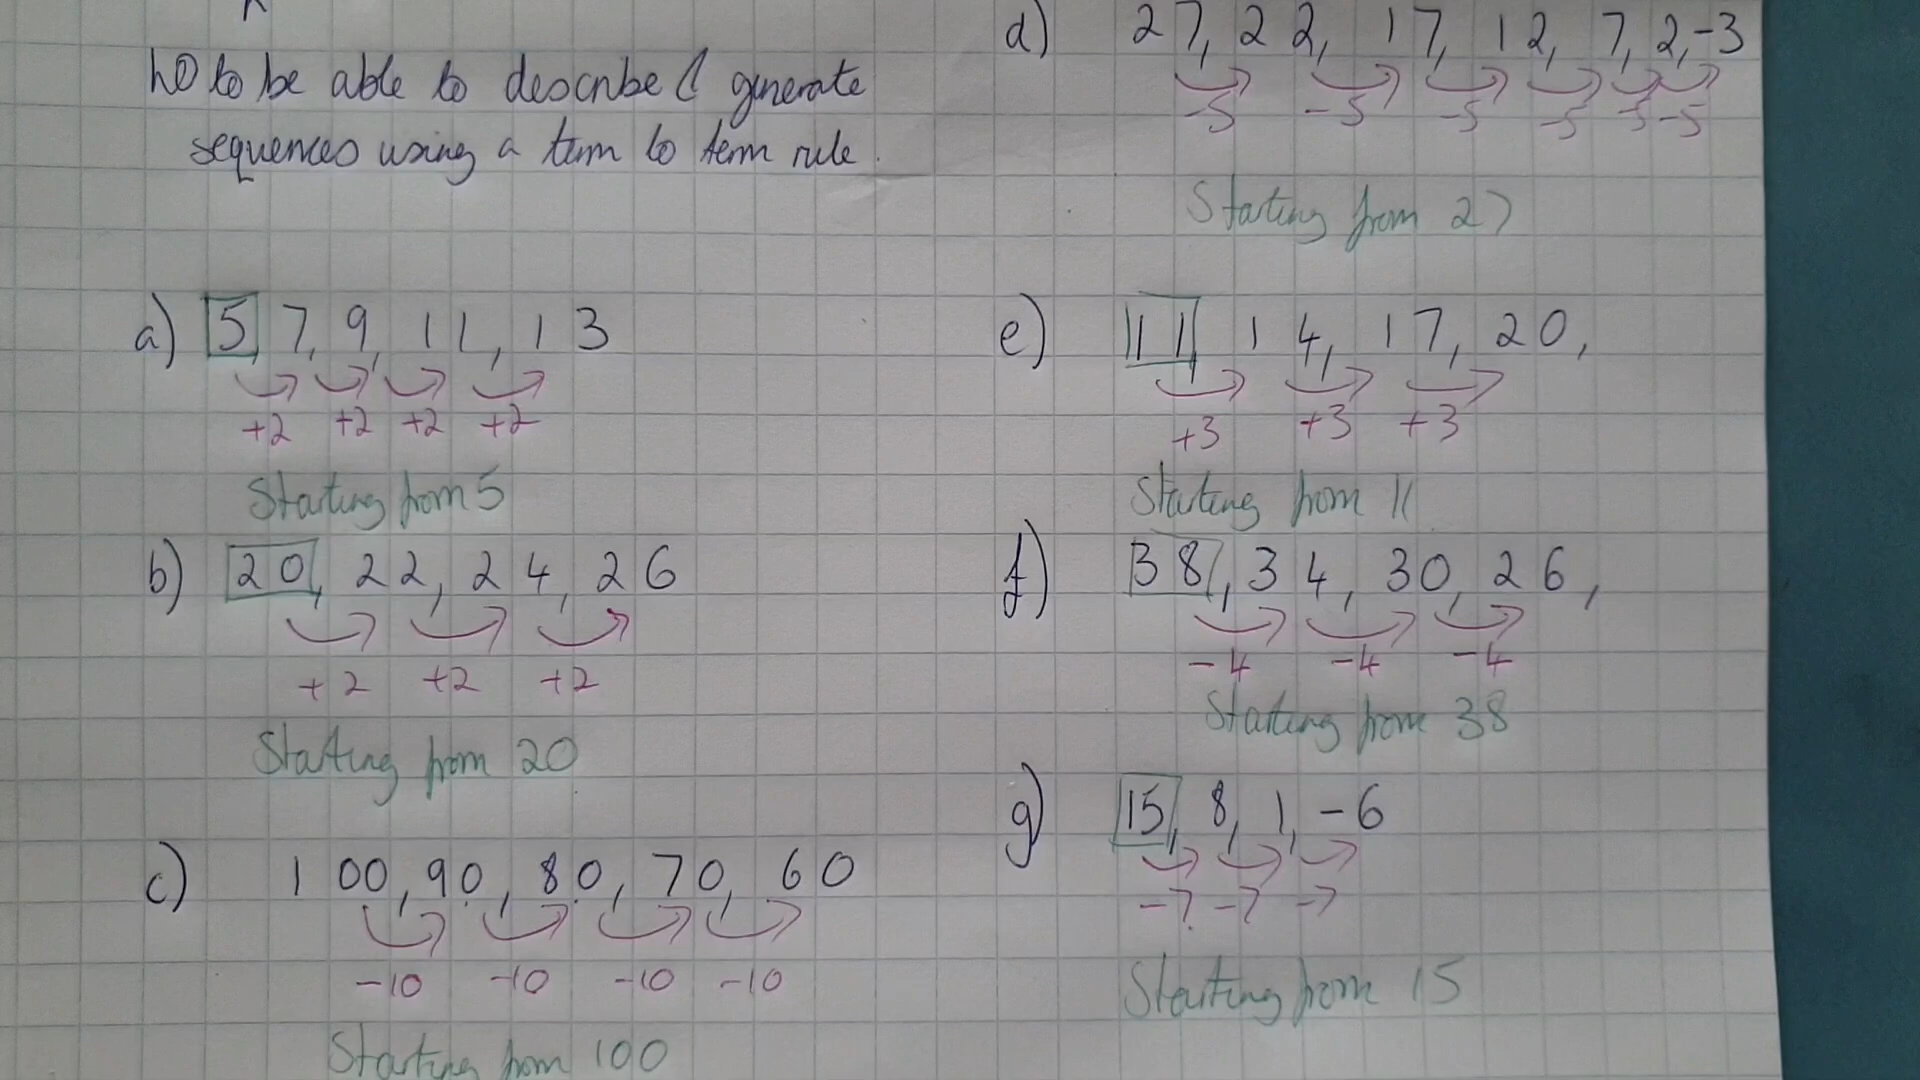 LO to be able to describe & generate
sequences using a term to term rule.
a) 5, 7, 9, 11, 13
+2 +2 +2 +2
Starting from 5
b) 20, 22, 24, 26
+2 +2 +2
Starting from 20
c) 100, 90, 80, 70, 60
-10 -10 -10 -10
Starting from 100
d) 27, 22, 17, 12, 7, 2, -3
-5 -5 -5 -5 -5 -5
Starting from 27
e) 11, 14, 17, 20,
+3 +3 +3
Starting from 11
f) 38, 34, 30, 26,
-4 -4 -4
Starting from 38
g) 15, 8, 1, -6
-7 -7 -7
Starting from 15